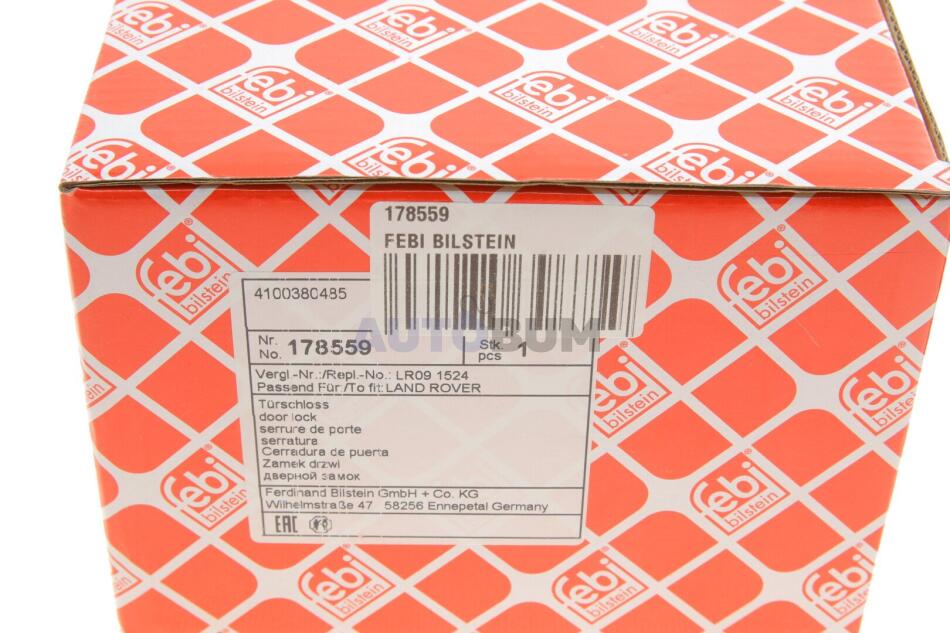 febi
bilstein
178559
FEBI BILSTEIN
4100380485
AUTOBUM
Nr.
No. 178559
Stk.
pcs 1
Vergl.-Nr.:/Repl.-No.: LR09 1524
Passend Für/To fit: LAND ROVER
Türschloss
door lock
serrure de porte
serratura
Cerradura de puerta
Zamek drzwi
дверной замок
Ferdinand Bilstein GmbH + Co. KG
Wilhelmstraße 47 58256 Ennepetal Germany
EAC